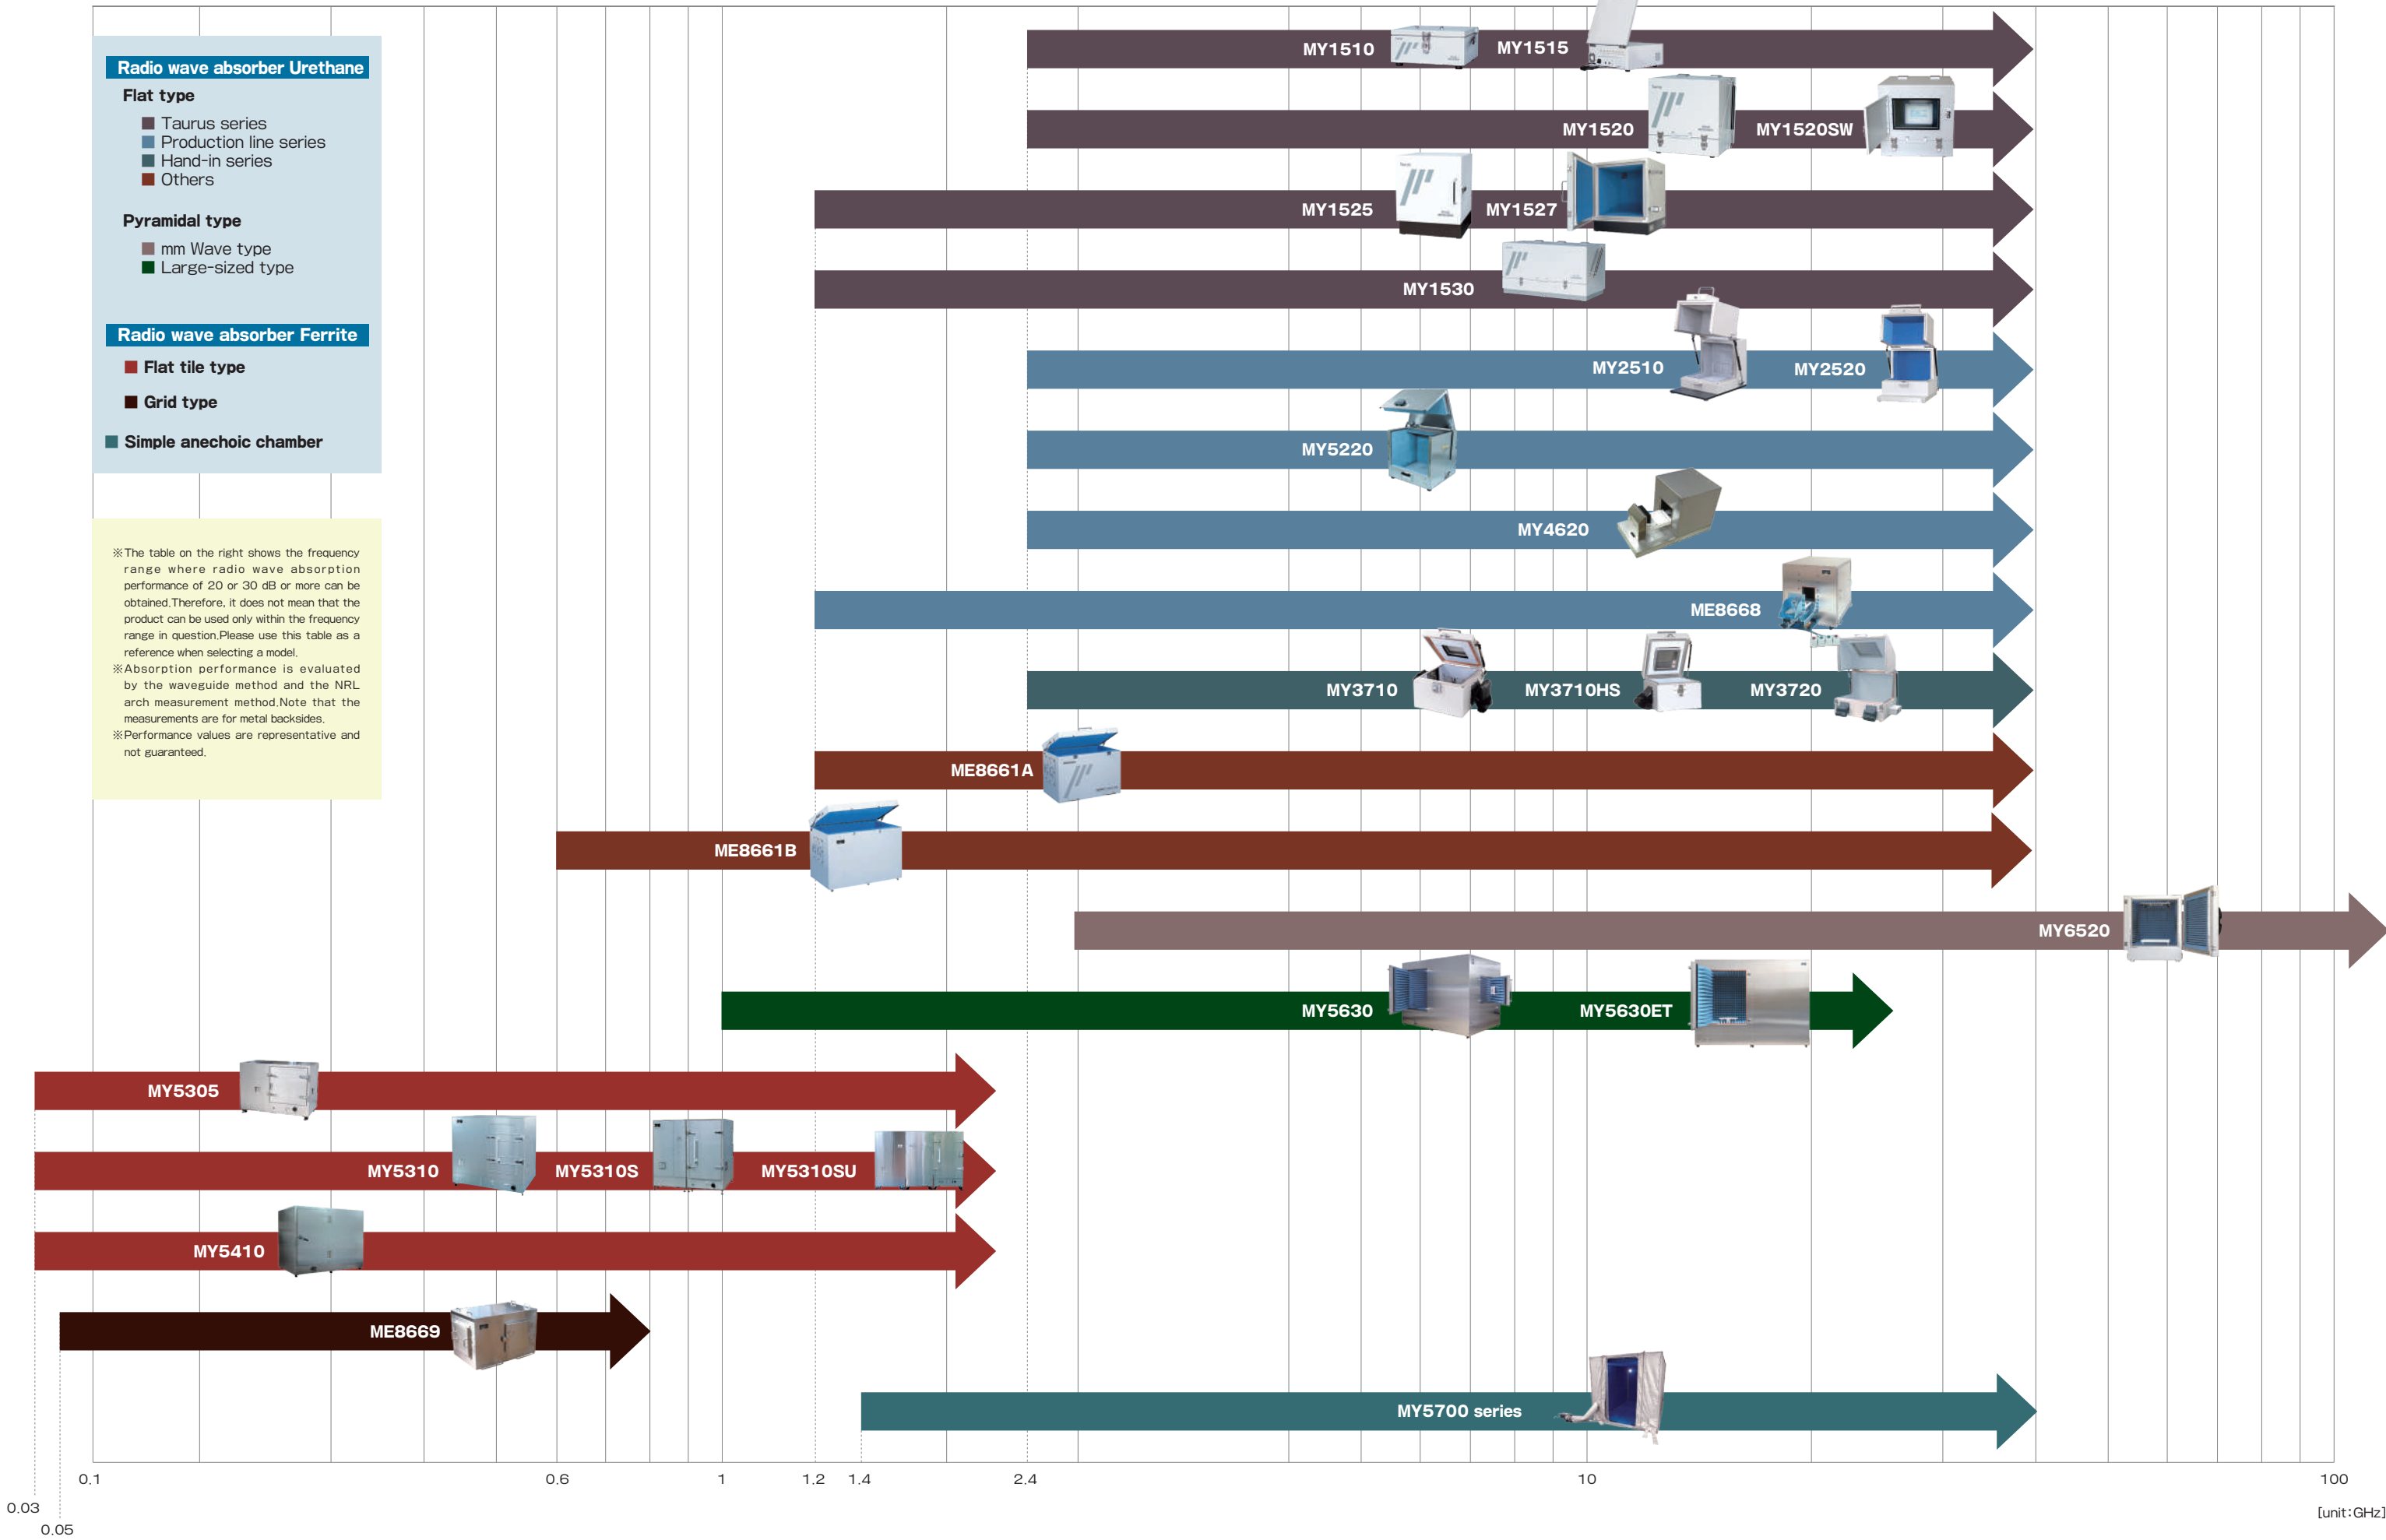 Radio wave absorber Urethane
Flat type
Taurus series
Production line series
Hand-in series
Others
Pyramidal type
mm Wave type
Large-sized type
Radio wave absorber Ferrite
Flat tile type
Grid type
Simple anechoic chamber
※The table on the right shows the frequency
range where radio wave absorption
performance of 20 or 30 dB or more can be
obtained.Therefore, it does not mean that the
product can be used only within the frequency
range in question.Please use this table as a
reference when selecting a model.
※Absorption performance is evaluated
by the waveguide method and the NRL
arch measurement method.Note that the
measurements are for metal backsides.
※Performance values are representative and
not guaranteed.
MY1510 MY1515
MY1520 MY1520SW
MY1525 MY1527
MY1530
MY2510 MY2520
MY5220
MY4620
ME8668
MY3710 MY3710HS MY3720
ME8661A
ME8661B
MY6520
MY5630 MY5630ET
MY5305
MY5310 MY5310S MY5310SU
MY5410
ME8669
MY5700 series
0.1 0.6 1 1.2 1.4 2.4 10 100
0.03
0.05
[unit:GHz]